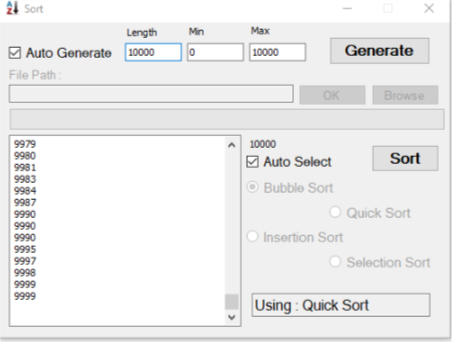 Sort
Length Min Max
Auto Generate 10000 0 10000 Generate
File Path :
OK Browse
9979
9980
9981
9983
9984
9987
9990
9990
9990
9995
9997
9998
9999
9999
10000
Auto Select Sort
Bubble Sort
Quick Sort
Insertion Sort
Selection Sort
Using : Quick Sort